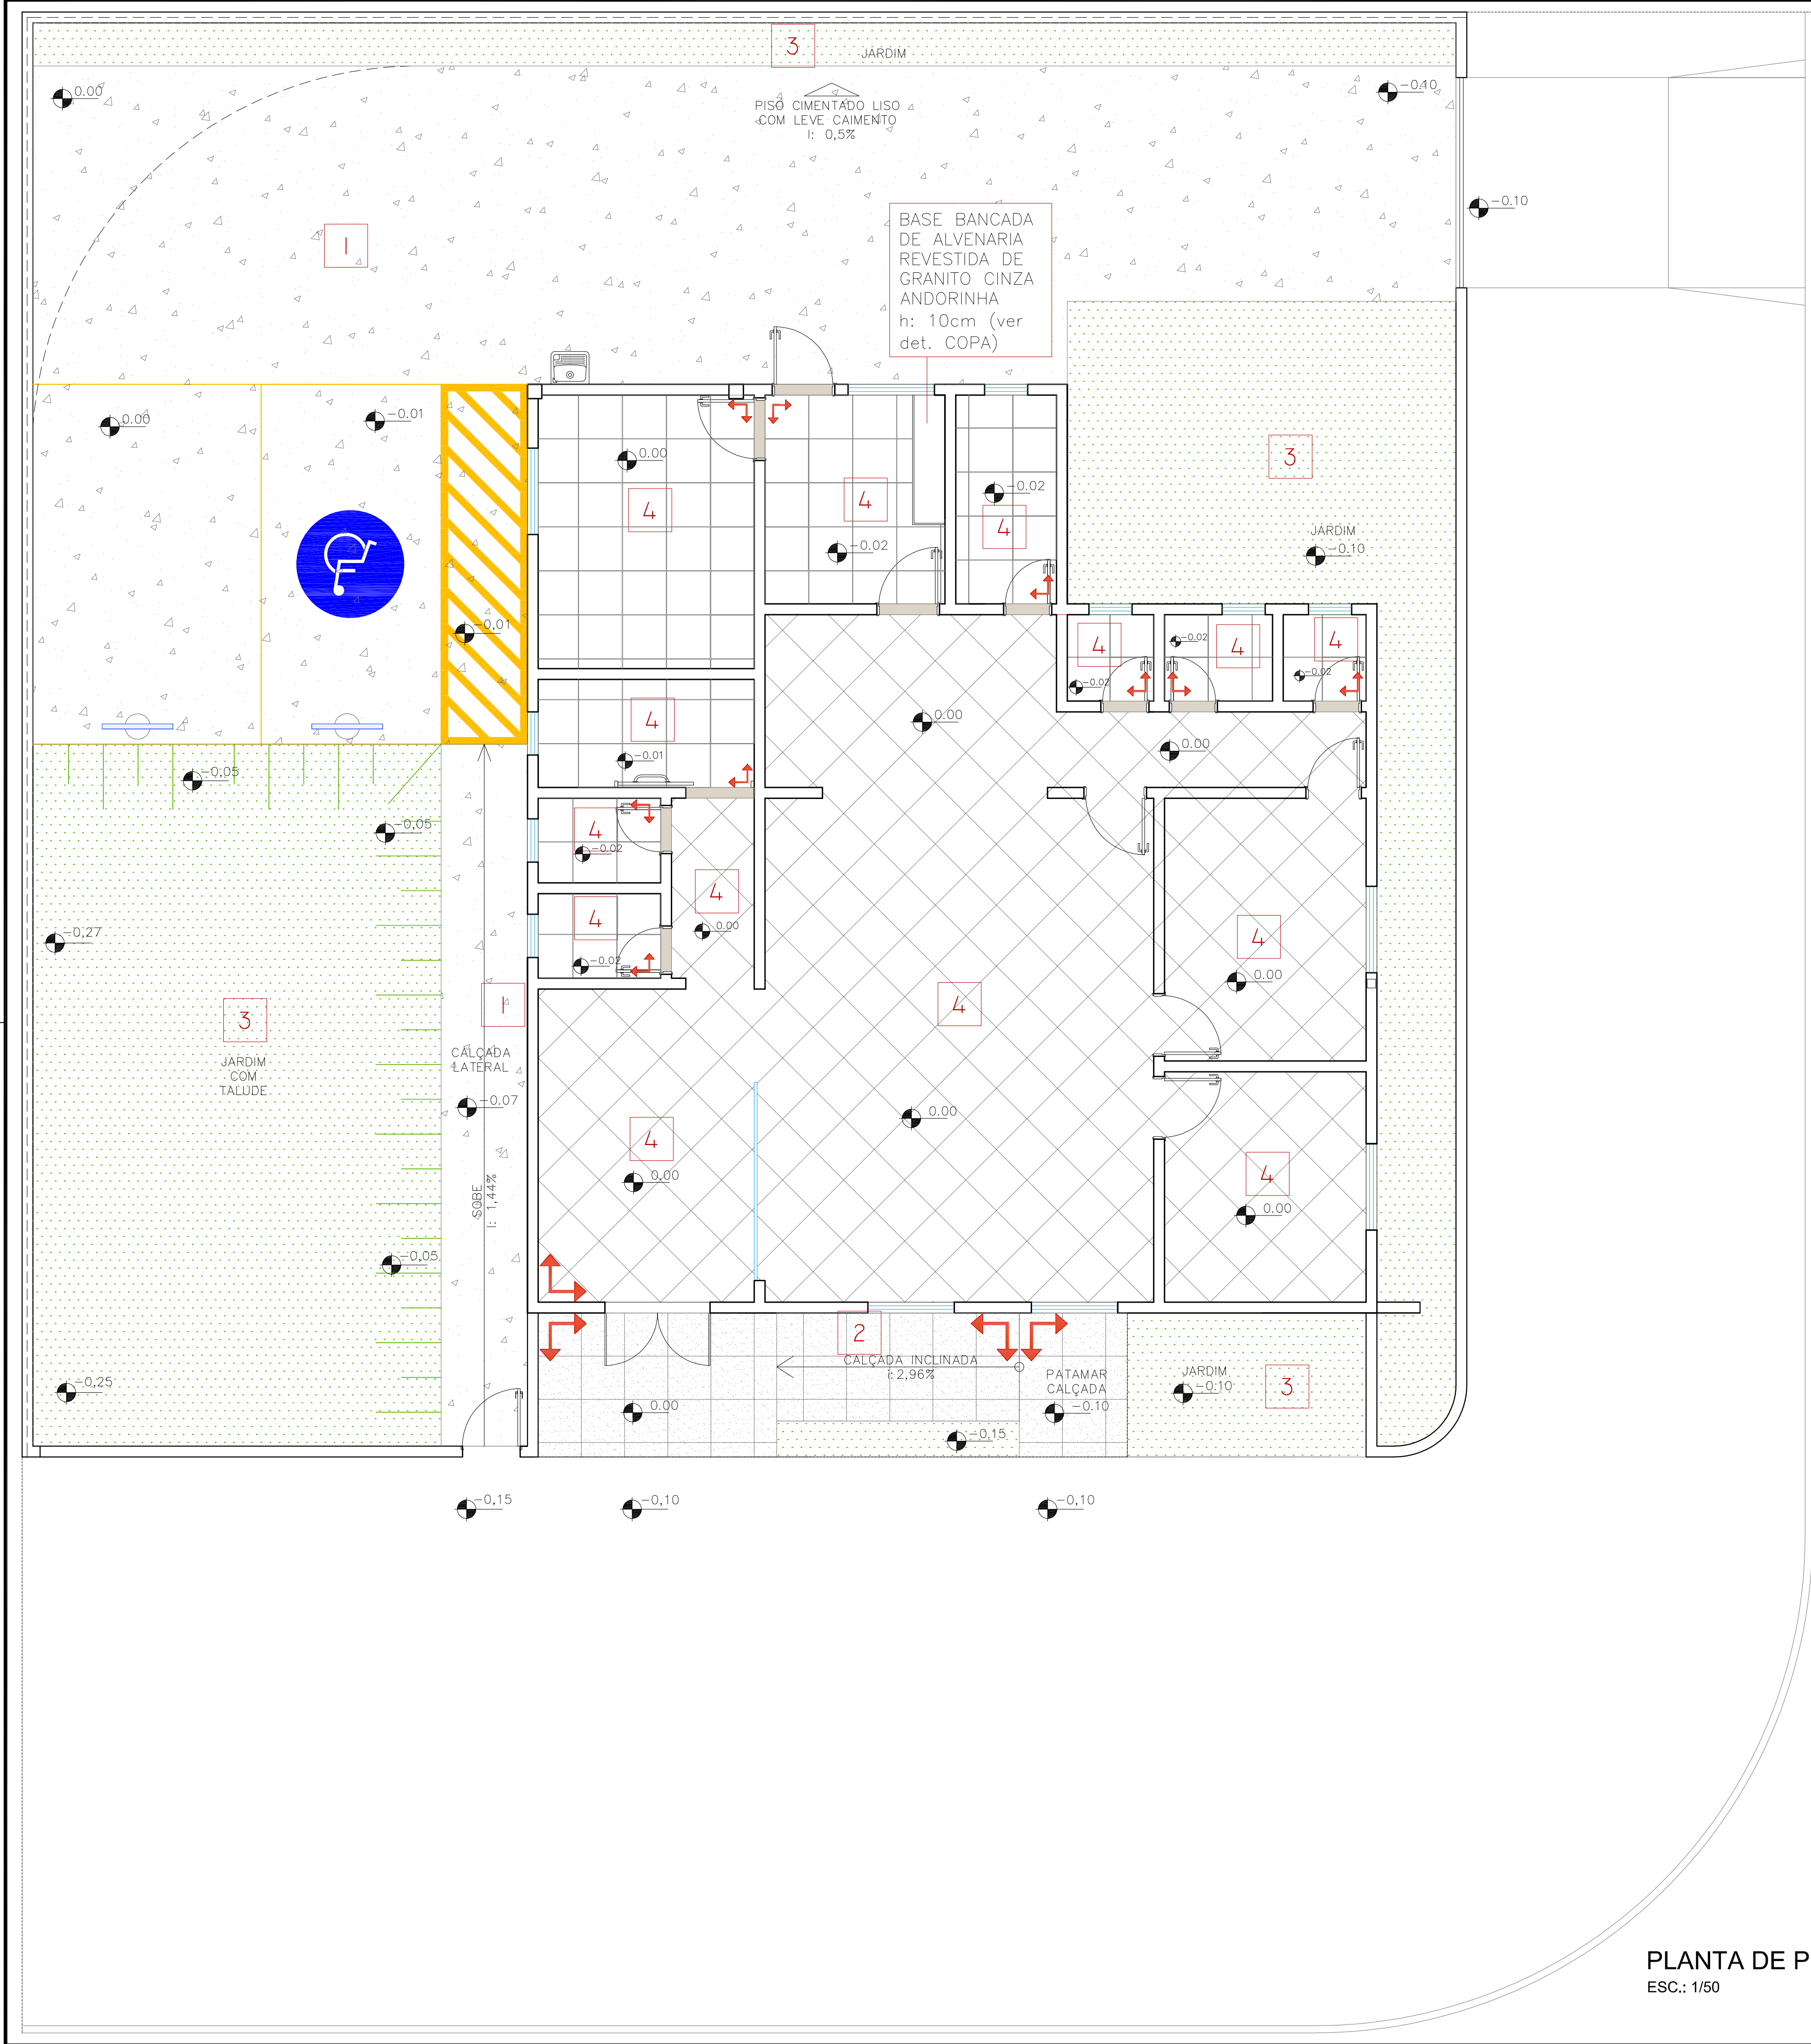 3
JARDIM
0.00
-0.10
PISO CIMENTADO LISO
COM LEVE CAIMENTO
I: 0,5%
-0.10
1
BASE BANCADA
DE ALVENARIA
REVESTIDA DE
GRANITO CINZA
ANDORINHA
h: 10cm (ver
det. COPA)
0.00
-0.01
0.00
4
4
-0.02
4
-0.02
3
JARDIM
-0.10
-0,01
4
-0.02
4
-0.02
4
-0.02
4
-0.01
0.00
0.00
-0,05
-0,05
4
-0.02
4
0.00
4
-0.02
-0,27
3
JARDIM
COM
TALUDE
1
CALÇADA
LATERAL
-0.07
SOBE
I: 1,44%
4
0.00
4
0.00
4
0,00
4
0.00
-0,05
-0,25
2
CALÇADA INCLINADA
i:2,96%
PATAMAR
CALÇADA
-0.10
JARDIM
-0.10
3
0.00
-0.15
-0,15
-0,10
-0,10
PLANTA DE P
ESC.: 1/50